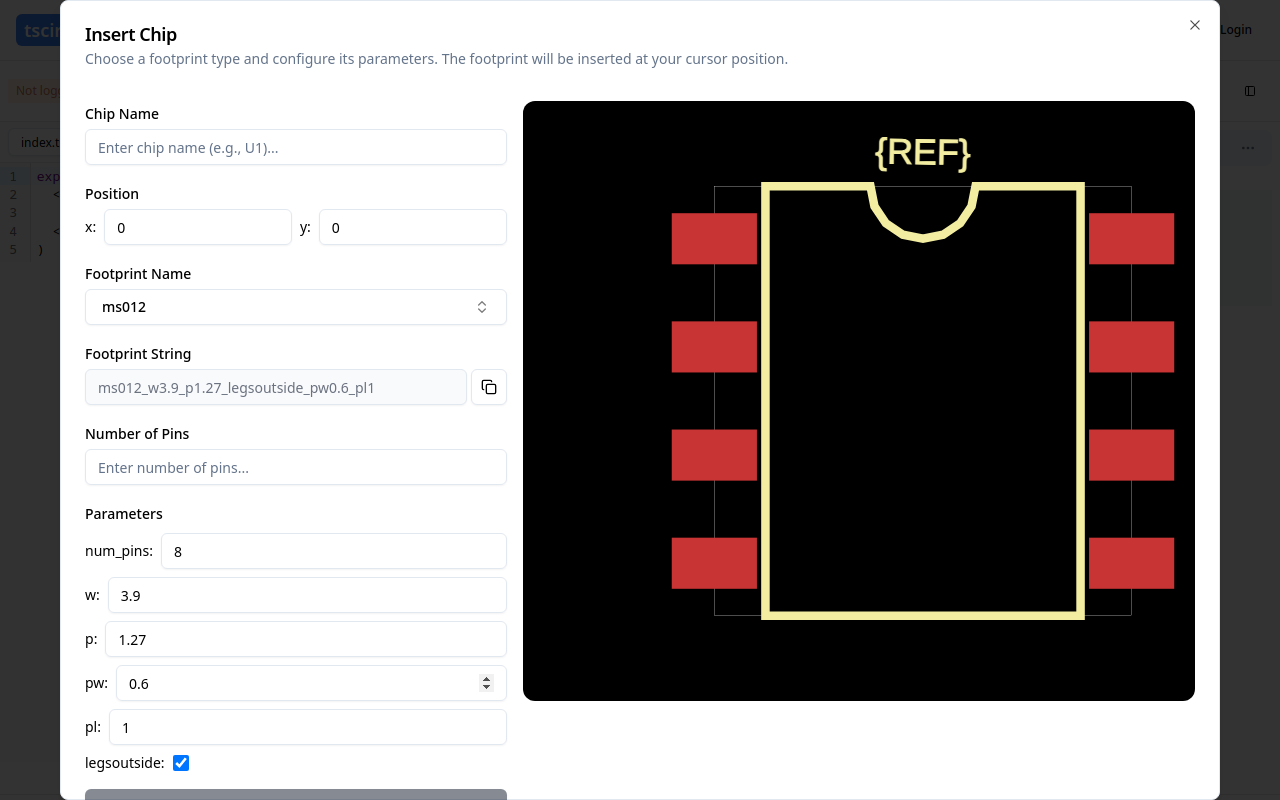 tscir
Login
Not logg
index.t
1 exp
2 <
3
4 <
5 )
Insert Chip
Choose a footprint type and configure its parameters. The footprint will be inserted at your cursor position.
Chip Name
Enter chip name (e.g., U1)...
Position
x: 0 y: 0
Footprint Name
ms012
Footprint String
ms012_w3.9_p1.27_legsoutside_pw0.6_pl1
Number of Pins
Enter number of pins...
Parameters
num_pins: 8
w: 3.9
p: 1.27
pw: 0.6
pl: 1
legsoutside:
{REF}